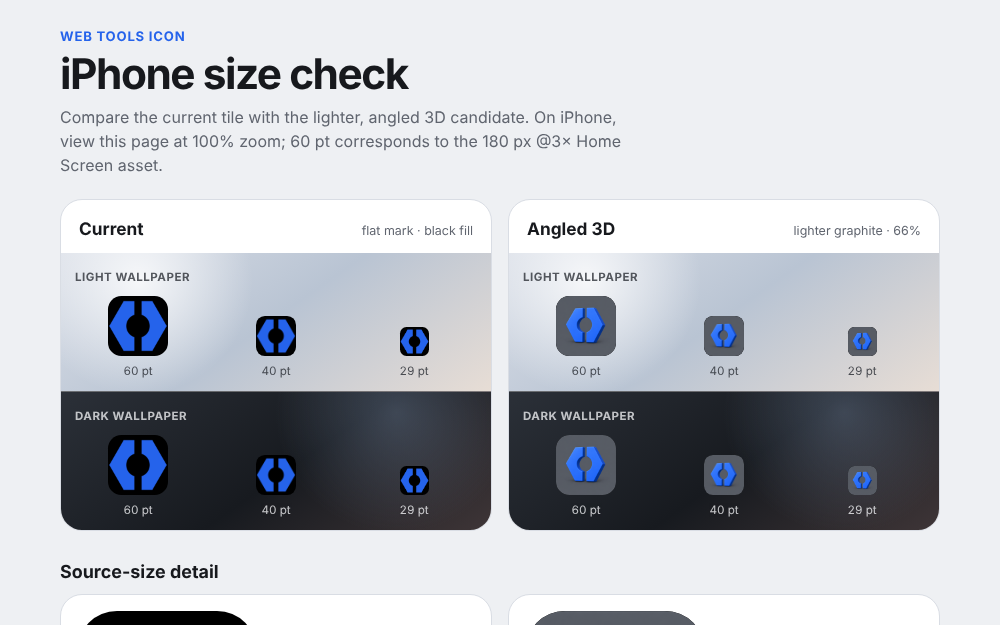 WEB TOOLS ICON
iPhone size check
Compare the current tile with the lighter, angled 3D candidate. On iPhone,
view this page at 100% zoom; 60 pt corresponds to the 180 px @3× Home
Screen asset.
Current
flat mark · black fill
LIGHT WALLPAPER
60 pt
40 pt
29 pt
DARK WALLPAPER
60 pt
40 pt
29 pt
Angled 3D
lighter graphite · 66%
LIGHT WALLPAPER
60 pt
40 pt
29 pt
DARK WALLPAPER
60 pt
40 pt
29 pt
Source-size detail